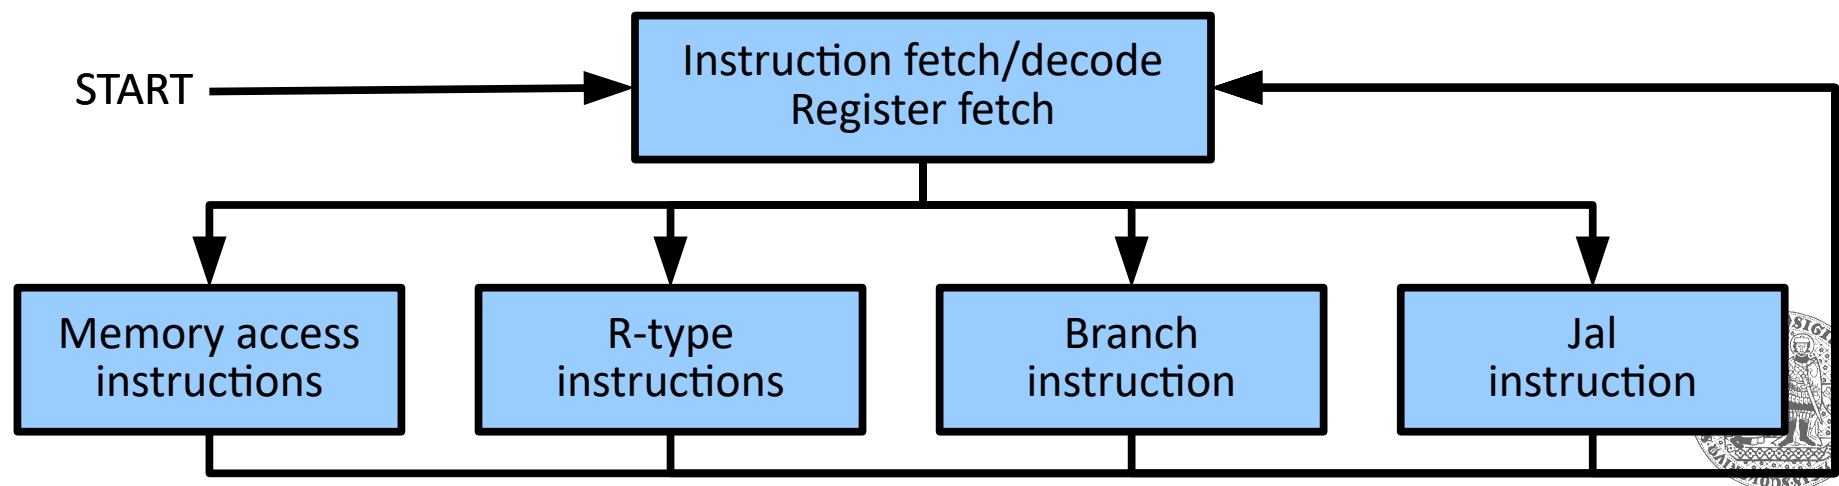 START
Instruction fetch/decode
Register fetch
Memory access
instructions
R-type
instructions
Branch
instruction
Jal
instruction